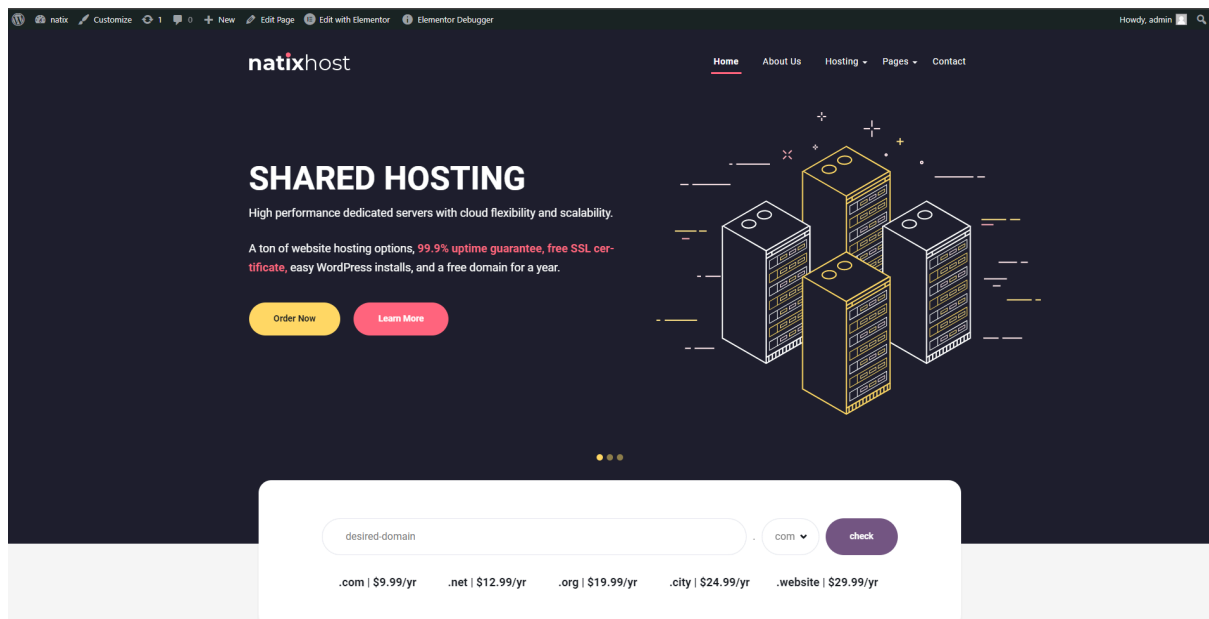 natix Customize 1 0 New Edit Page Edit with Elementor Elementor Debugger Howdy, admin
natixhost
Home About Us Hosting Pages Contact
SHARED HOSTING
High performance dedicated servers with cloud flexibility and scalability.
A ton of website hosting options, 99.9% uptime guarantee, free SSL cer-
tificate, easy WordPress installs, and a free domain for a year.
Order Now Learn More
desired-domain . com check
.com | $9.99/yr .net | $12.99/yr .org | $19.99/yr .city | $24.99/yr .website | $29.99/yr